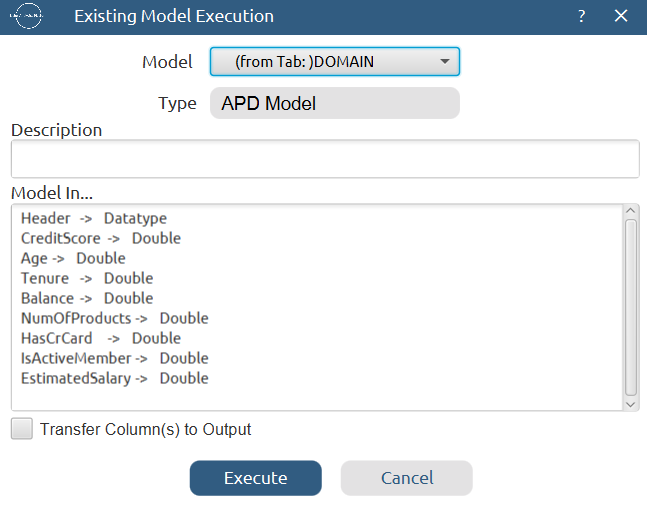 Existing Model Execution ? X
Model (from Tab: )DOMAIN
Type APD Model
Description
Model In...
Header -> Datatype
CreditScore -> Double
Age -> Double
Tenure -> Double
Balance -> Double
NumOfProducts -> Double
HasCrCard -> Double
IsActiveMember -> Double
EstimatedSalary -> Double
Transfer Column(s) to Output
Execute Cancel